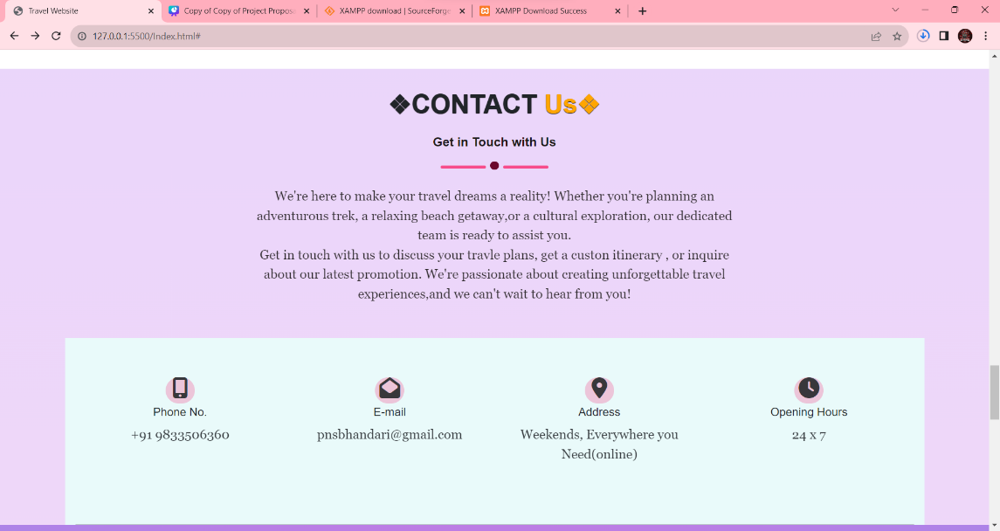 Travel Website
Copy of Copy of Project Proposa
XAMPP download | SourceForge
XAMPP Download Success
127.0.0.1:5500/Index.html#
❖CONTACT Us❖
Get in Touch with Us
We're here to make your travel dreams a reality! Whether you're planning an
adventurous trek, a relaxing beach getaway,or a cultural exploration, our dedicated
team is ready to assist you.
Get in touch with us to discuss your travle plans, get a custon itinerary , or inquire
about our latest promotion. We're passionate about creating unforgettable travel
experiences,and we can't wait to hear from you!
Phone No.
+91 9833506360
E-mail
pnsbhandari@gmail.com
Address
Weekends, Everywhere you
Need(online)
Opening Hours
24 x 7